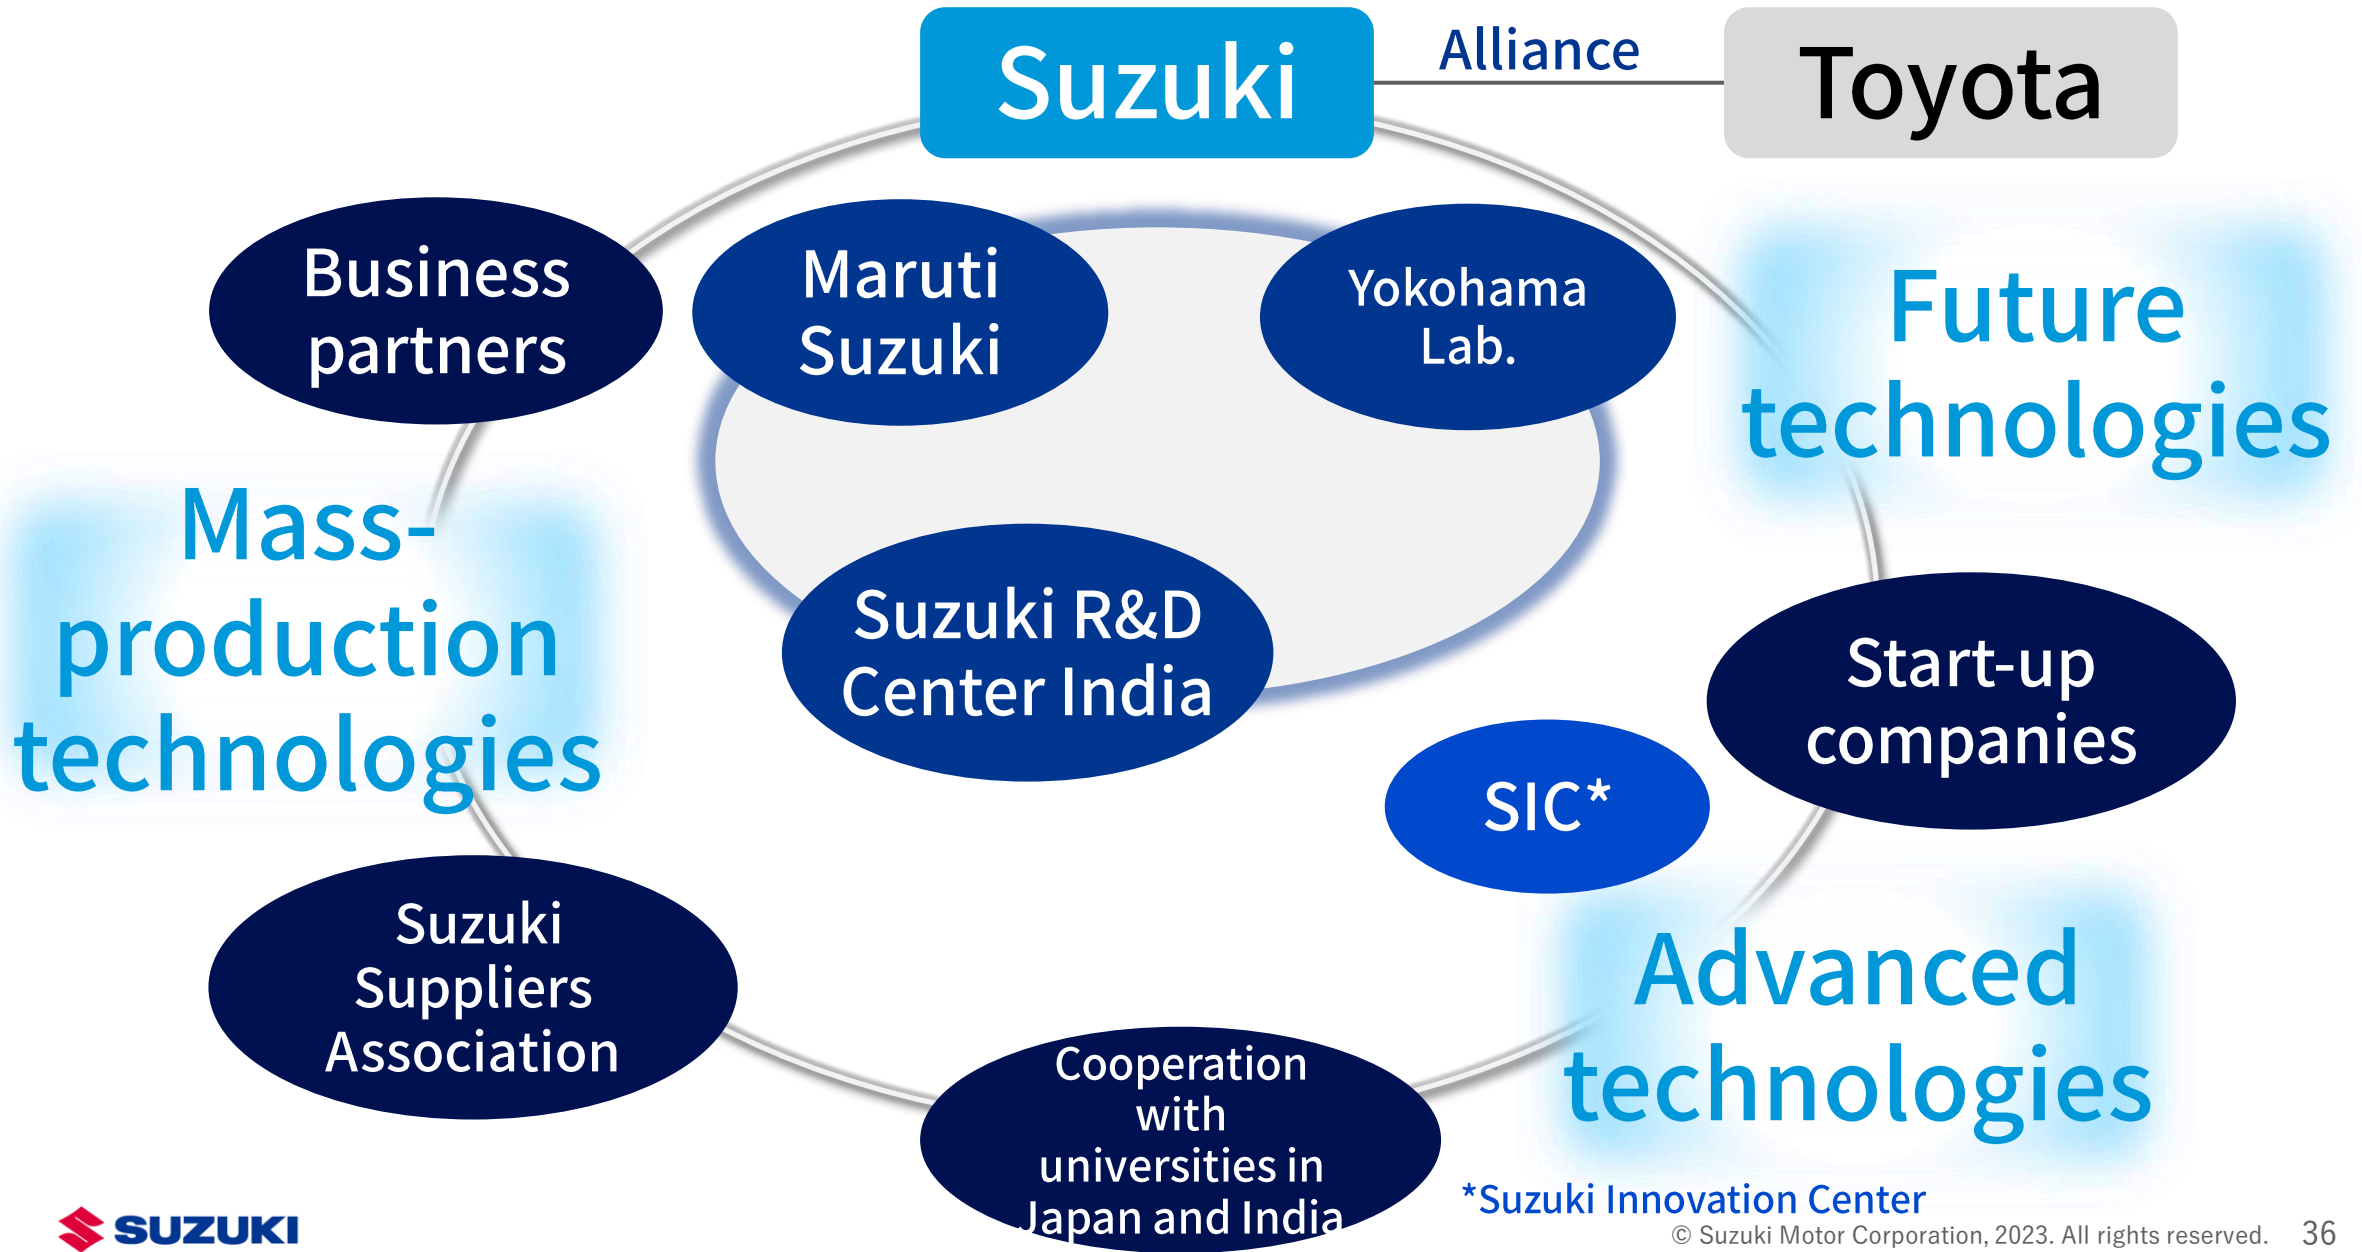 Suzuki
Alliance
Toyota
Business
partners
Maruti
Suzuki
Yokohama
Lab.
Future
technologies
Mass-
production
technologies
Suzuki R&D
Center India
Start-up
companies
SIC*
Suzuki
Suppliers
Association
Advanced
technologies
Cooperation
with
universities in
Japan and India
*Suzuki Innovation Center
SUZUKI
© Suzuki Motor Corporation, 2023. All rights reserved.
36